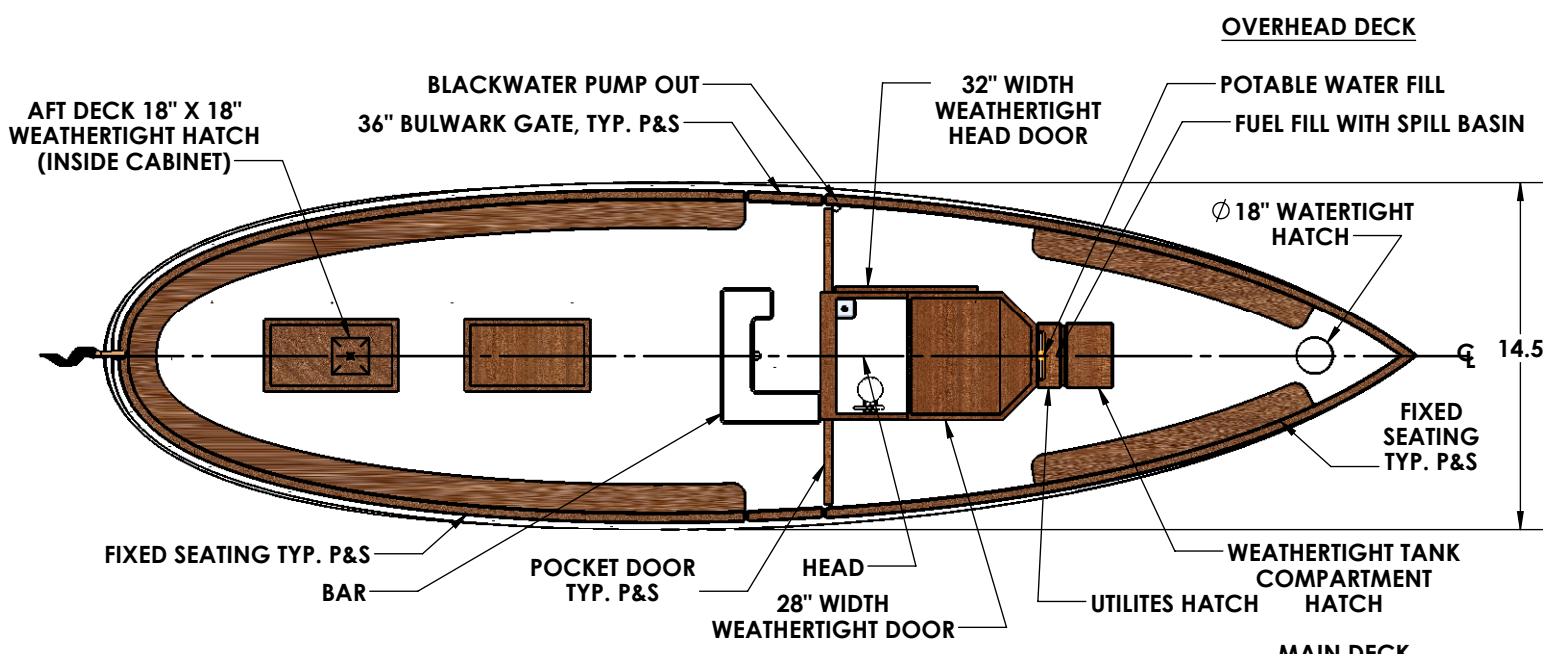 OVERHEAD DECK
BLACKWATER PUMP OUT
32" WIDTH
WEATHERTIGHT
HEAD DOOR
POTABLE WATER FILL
AFT DECK 18" X 18"
WEATHERTIGHT HATCH
(INSIDE CABINET)
36" BULWARK GATE, TYP. P&S
FUEL FILL WITH SPILL BASIN
Ø 18" WATERTIGHT
HATCH
℄ 14.5
FIXED
SEATING
TYP. P&S
FIXED SEATING TYP. P&S
BAR
POCKET DOOR
TYP. P&S
HEAD
28" WIDTH
WEATHERTIGHT DOOR
WEATHERTIGHT TANK
COMPARTMENT
HATCH
UTILITES HATCH
MAIN DECK